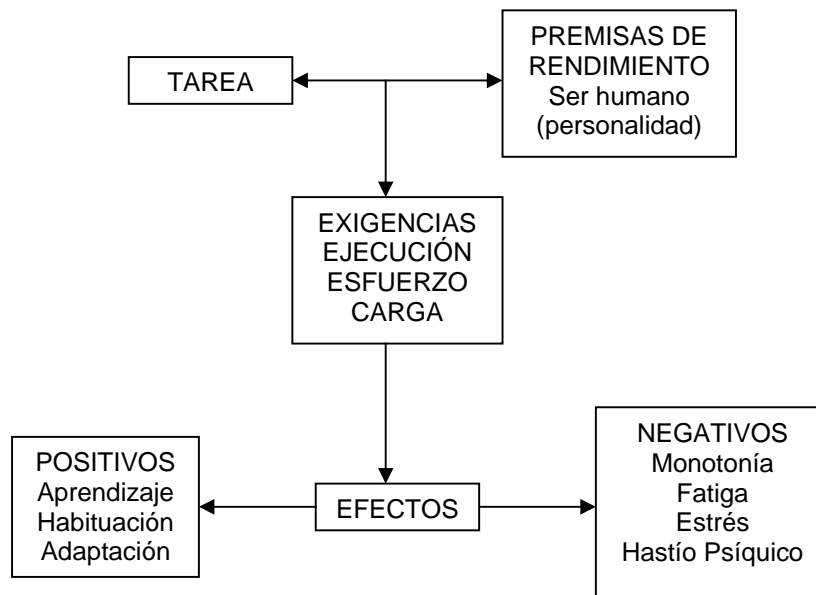 TAREA
PREMISAS DE
RENDIMIENTO
Ser humano
(personalidad)
EXIGENCIAS
EJECUCIÓN
ESFUERZO
CARGA
POSITIVOS
Aprendizaje
Habituación
Adaptación
EFECTOS
NEGATIVOS
Monotonía
Fatiga
Estrés
Hastío Psíquico